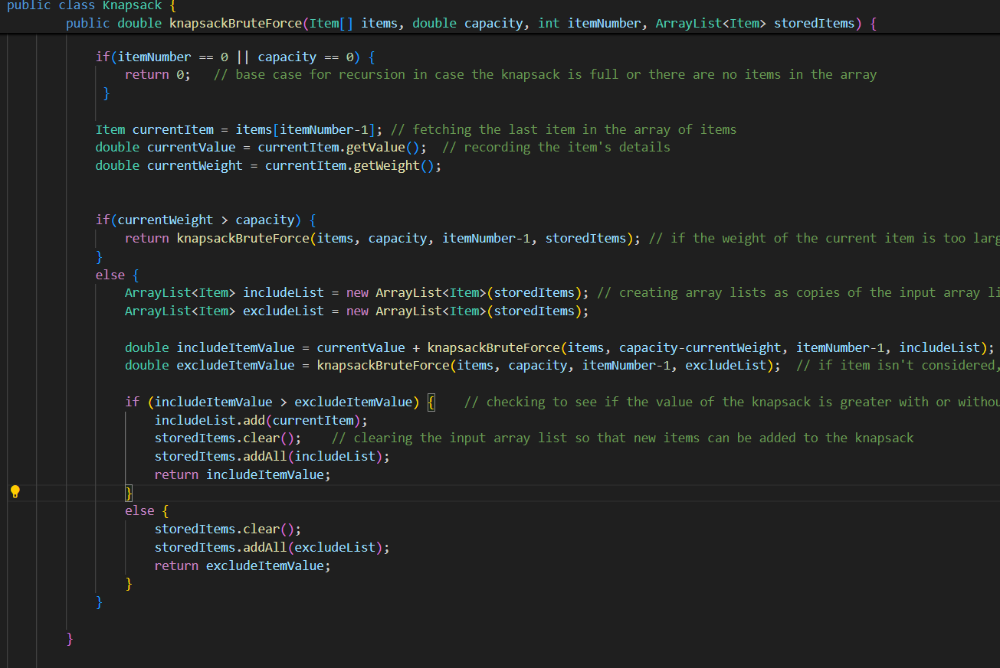 public class Knapsack {
public double knapsackBruteForce(Item[] items, double capacity, int itemNumber, ArrayList<Item> storedItems) {
if(itemNumber == 0 || capacity == 0) {
return 0;   // base case for recursion in case the knapsack is full or there are no items in the array
}
Item currentItem = items[itemNumber-1]; // fetching the last item in the array of items
double currentValue = currentItem.getValue();  // recording the item's details
double currentWeight = currentItem.getWeight();
if(currentWeight > capacity) {
return knapsackBruteForce(items, capacity, itemNumber-1, storedItems); // if the weight of the current item is too
}
else {
ArrayList<Item> includeList = new ArrayList<Item>(storedItems); // creating array lists as copies of the input array
ArrayList<Item> excludeList = new ArrayList<Item>(storedItems);
double includeItemValue = currentValue + knapsackBruteForce(items, capacity-currentWeight, itemNumber-1, includeList);
double excludeItemValue = knapsackBruteForce(items, capacity, itemNumber-1, excludeList);  // if item isn't considered,
if (includeItemValue > excludeItemValue) {    // checking to see if the value of the knapsack is greater with or
includeList.add(currentItem);
storedItems.clear();    // clearing the input array list so that new items can be added to the knapsack
storedItems.addAll(includeList);
return includeItemValue;
}
else {
storedItems.clear();
storedItems.addAll(excludeList);
return excludeItemValue;
}
}
}